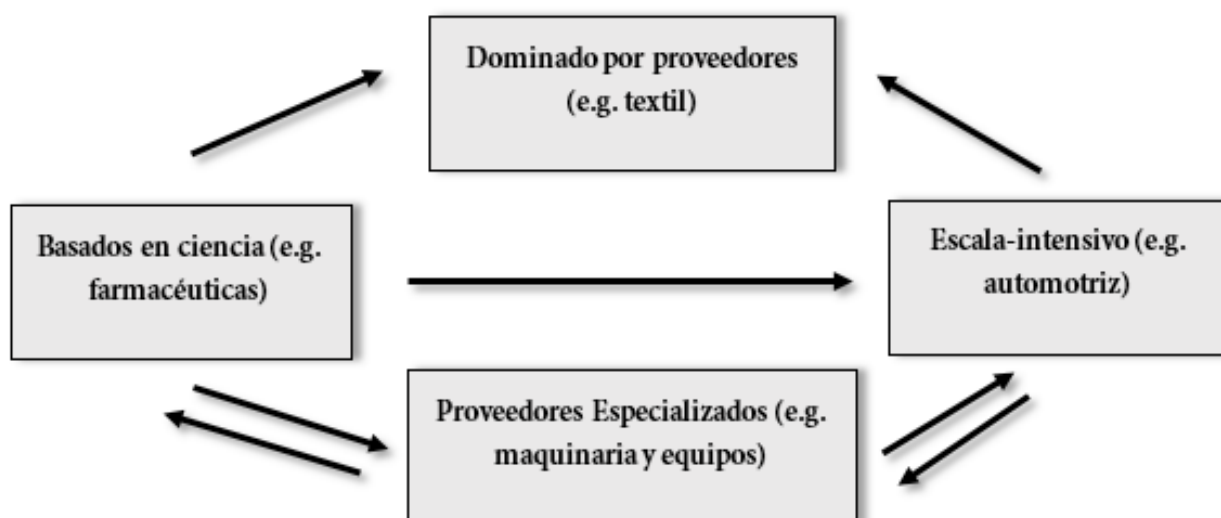 Dominado por proveedores
(e.g. textil)
Basados en ciencia (e.g.
farmacéuticas)
Escala-intensivo (e.g.
automotriz)
Proveedores Especializados (e.g.
maquinaria y equipos)